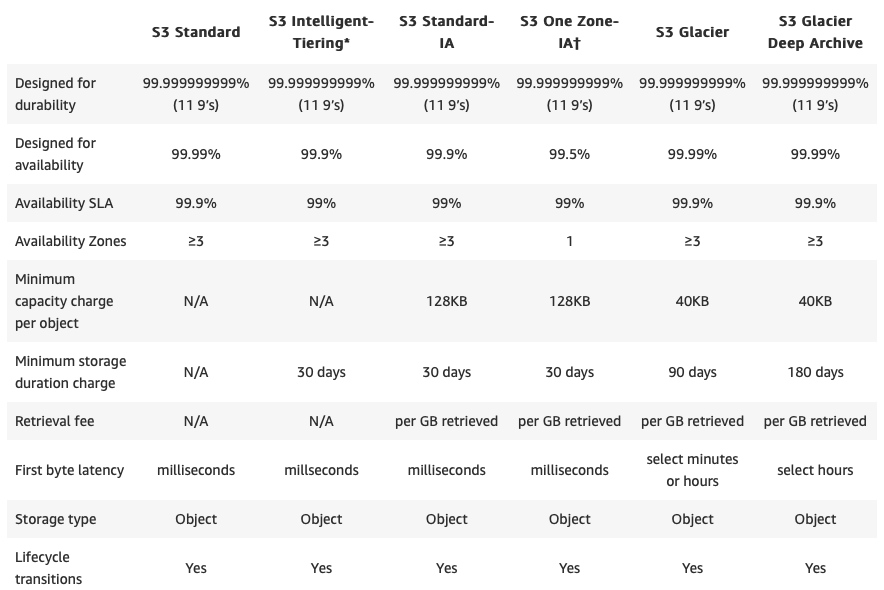 S3 Standard S3 Intelligent-Tiering* S3 Standard-IA S3 One Zone-IA† S3 Glacier S3 Glacier Deep Archive
Designed for durability 99.999999999% (11 9's) 99.999999999% (11 9's) 99.999999999% (11 9's) 99.999999999% (11 9's) 99.999999999% (11 9's) 99.999999999% (11 9's)
Designed for availability 99.99% 99.9% 99.9% 99.5% 99.99% 99.99%
Availability SLA 99.9% 99% 99% 99% 99.9% 99.9%
Availability Zones ≥3 ≥3 ≥3 1 ≥3 ≥3
Minimum capacity charge per object N/A N/A 128KB 128KB 40KB 40KB
Minimum storage duration charge N/A 30 days 30 days 30 days 90 days 180 days
Retrieval fee N/A N/A per GB retrieved per GB retrieved per GB retrieved per GB retrieved
First byte latency milliseconds millseconds milliseconds milliseconds select minutes or hours select hours
Storage type Object Object Object Object Object Object
Lifecycle transitions Yes Yes Yes Yes Yes Yes